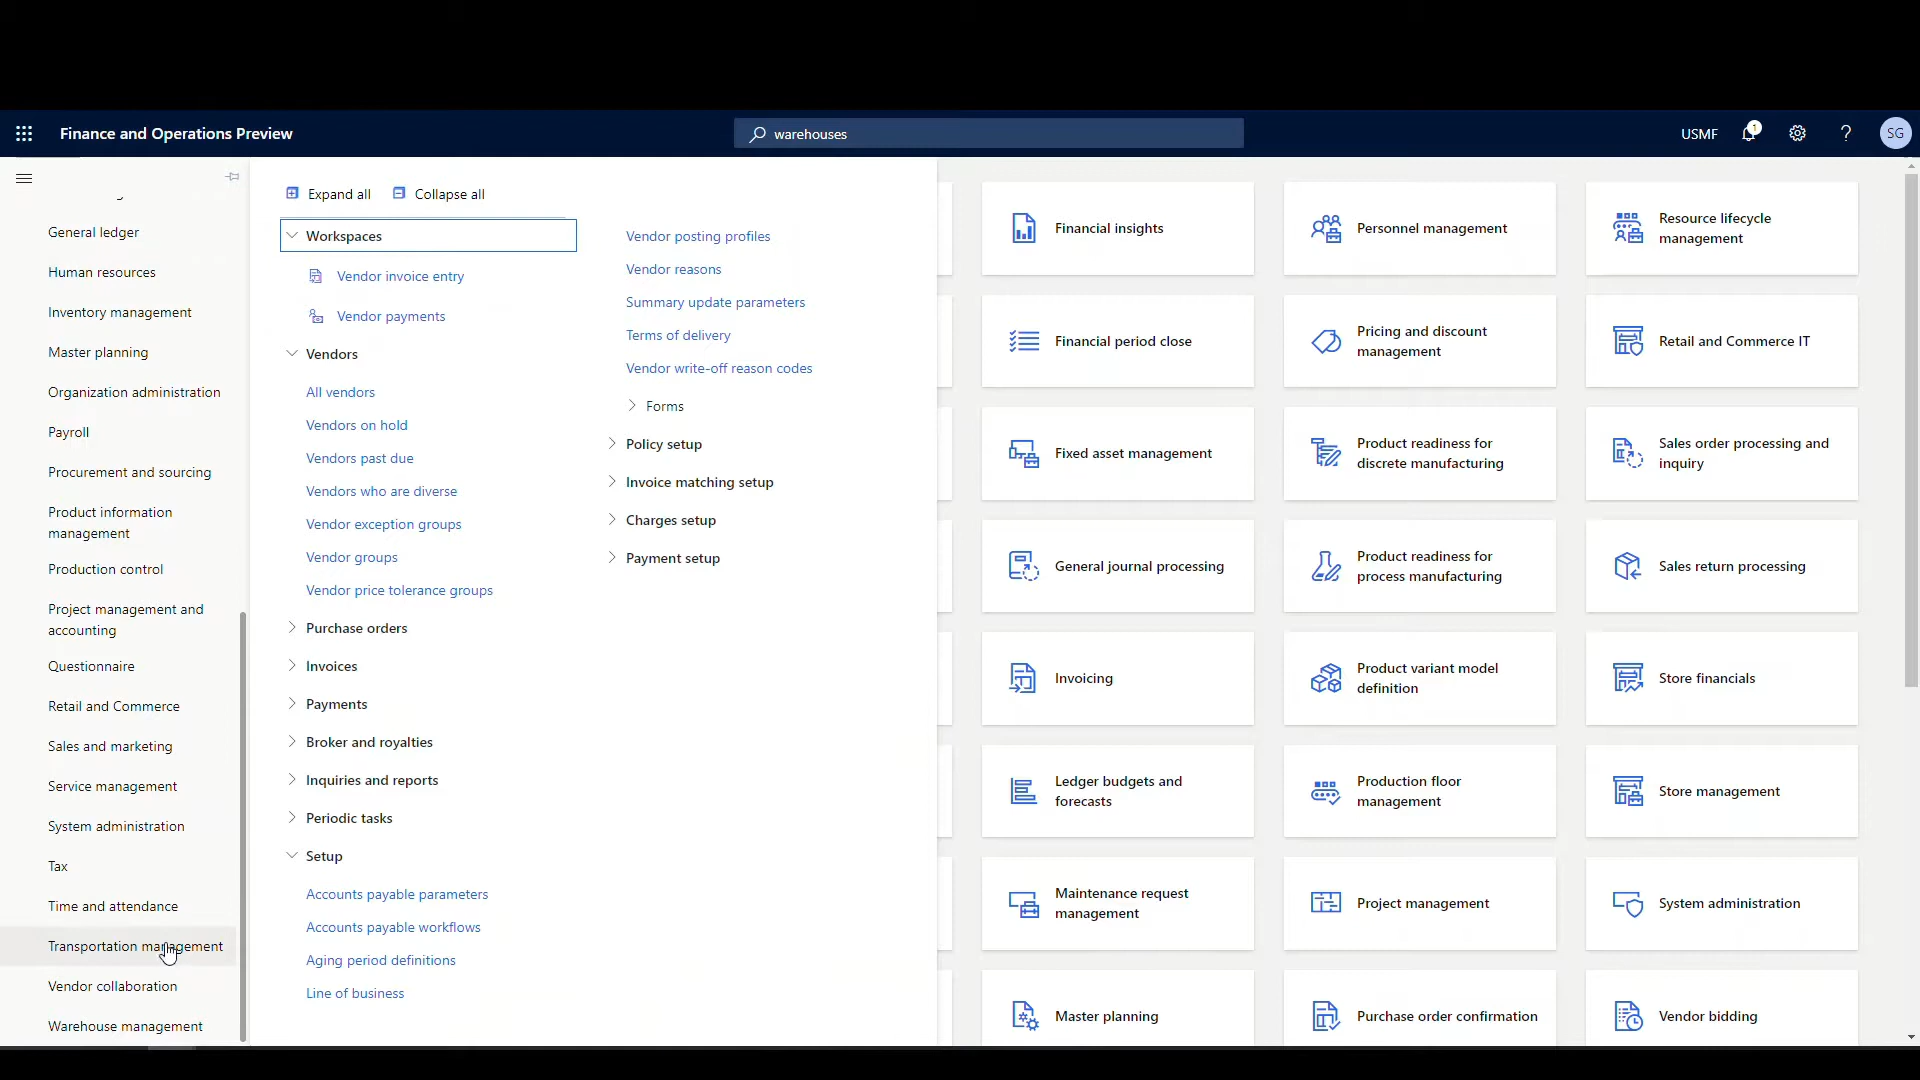 Finance and Operations Preview
warehouses
USMF
1
?
SG
General ledger
Human resources
Inventory management
Master planning
Organization administration
Payroll
Procurement and sourcing
Product information
management
Production control
Project management and
accounting
Questionnaire
Retail and Commerce
Sales and marketing
Service management
System administration
Tax
Time and attendance
Transportation management
Vendor collaboration
Warehouse management
Expand all
Collapse all
Workspaces
Vendor invoice entry
Vendor payments
Vendors
All vendors
Vendors on hold
Vendors past due
Vendors who are diverse
Vendor exception groups
Vendor groups
Vendor price tolerance groups
Purchase orders
Invoices
Payments
Broker and royalties
Inquiries and reports
Periodic tasks
Setup
Accounts payable parameters
Accounts payable workflows
Aging period definitions
Line of business
Vendor posting profiles
Vendor reasons
Summary update parameters
Terms of delivery
Vendor write-off reason codes
Forms
Policy setup
Invoice matching setup
Charges setup
Payment setup
Financial insights
Financial period close
Fixed asset management
General journal processing
Invoicing
Ledger budgets and
forecasts
Maintenance request
management
Master planning
Personnel management
Pricing and discount
management
Product readiness for
discrete manufacturing
Product readiness for
process manufacturing
Product variant model
definition
Production floor
management
Project management
Purchase order confirmation
Resource lifecycle
management
Retail and Commerce IT
Sales order processing and
inquiry
Sales return processing
Store financials
Store management
System administration
Vendor bidding